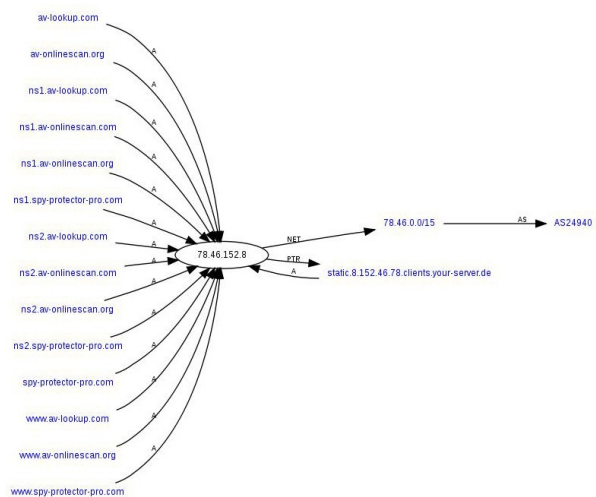 av-lookup.com
av-onlinescan.org
ns1.av-lookup.com
ns1.av-onlinescan.com
ns1.av-onlinescan.org
ns1.spy-protector-pro.com
ns2.av-lookup.com
ns2.av-onlinescan.com
ns2.av-onlinescan.org
ns2.spy-protector-pro.com
spy-protector-pro.com
www.av-lookup.com
www.av-onlinescan.org
www.spy-protector-pro.com
A
A
A
A
A
A
A
A
A
A
A
A
78.46.152.8
NET
PTR
A
78.46.0.0/15
AS
AS24940
static.8.152.46.78.clients.your-server.de